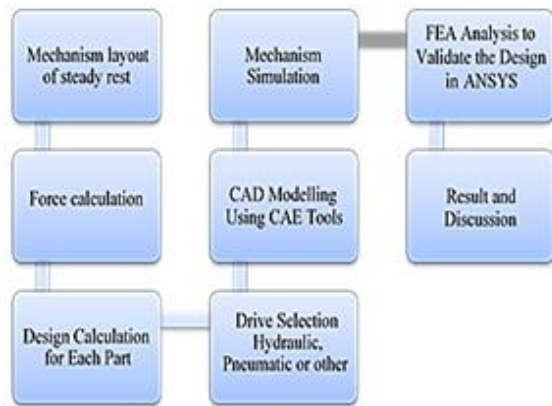 Mechanism layout
of steady rest
Force calculation
Design Calculation
for Each Part
Drive Selection
Hydraulic,
Pneumatic or other
CAD Modelling
Using CAE Tools
Mechanism
Simulation
FEA Analysis to
Validate the Design
in ANSYS
Result and
Discussion